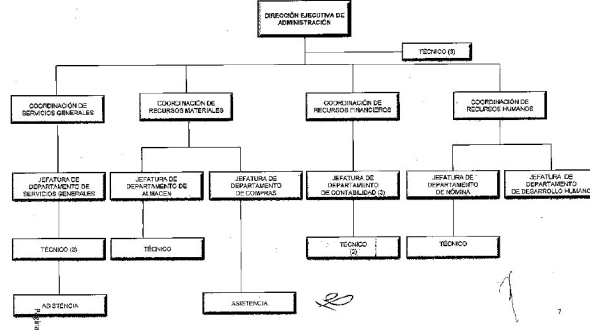 DIRECCIÓN EJECUTIVA DE
ADMINISTRACIÓN
TÉCNICO (3)
COORDINACIÓN DE
SERVICIOS GENERALES
COORDINACIÓN DE
RECURSOS MATERIALES
COORDINACIÓN DE
RECURSOS FINANCIEROS
COORDINACIÓN DE
RECURSOS HUMANOS
JEFATURA DE
DEPARTAMENTO DE
SERVICIOS GENERALES
JEFATURA DE
DEPARTAMENTO DE
ALMACEN
JEFATURA DE
DEPARTAMENTO
DE COMPRAS
JEFATURA DE
DEPARTAMENTO
DE CONTABILIDAD (3)
JEFATURA DE
DEPARTAMENTO
DE NÓMINA
JEFATURA DE
DEPARTAMENTO
DE DESARROLLO HUMANO
TÉCNICO (3)
TÉCNICO
TÉCNICO
(2)
TÉCNICO
ASISTENCIA
ASISTENCIA
7